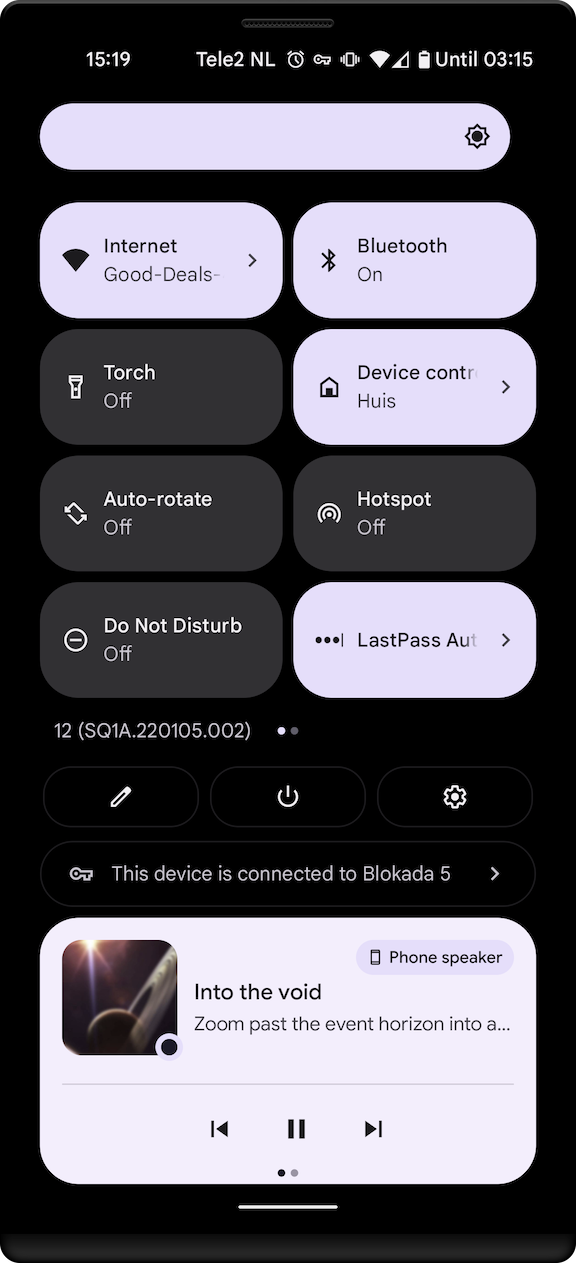 15:19 Tele2 NL Until 03:15
Internet
Good-Deals-
Bluetooth
On
Torch
Off
Device contr
Huis
Auto-rotate
Off
Hotspot
Off
Do Not Disturb
Off
LastPass Aut
12 (SQ1A.220105.002)
This device is connected to Blokada 5
Phone speaker
Into the void
Zoom past the event horizon into a...